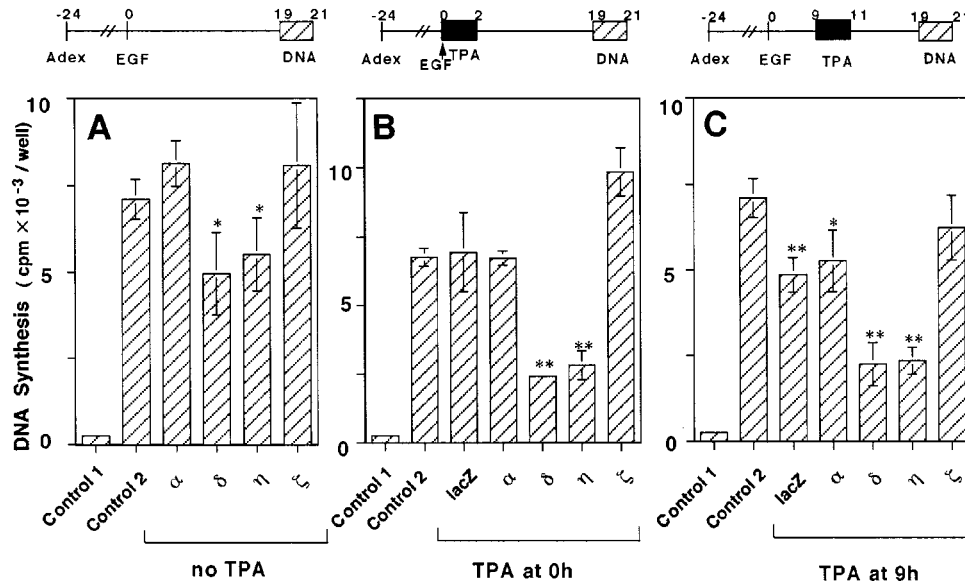 -24 0 19 21
Adex EGF DNA
-24 0 2 19 21
Adex EGF TPA DNA
-24 0 9 11 19 21
Adex EGF TPA DNA
DNA Synthesis ( cpm × 10⁻³ / well )
A
10
5
0
* *
Control 1 Control 2 α δ η ζ
no TPA
B
10
5
0
** **
Control 1 Control 2 lacZ α δ η ζ
TPA at 0h
C
10
5
0
** * ** **
Control 1 Control 2 lacZ α δ η ζ
TPA at 9h